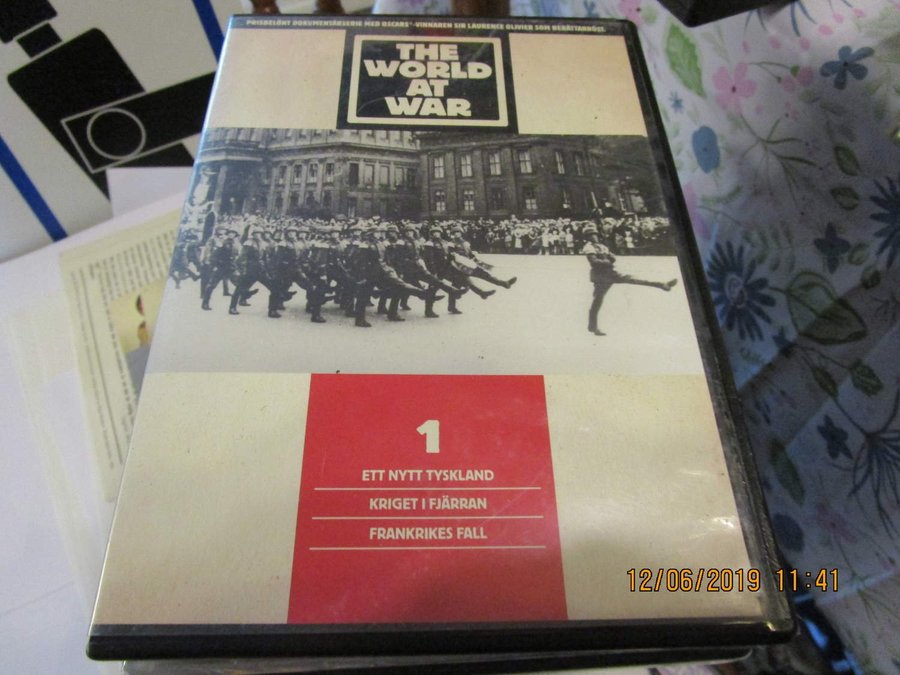 PRISBELÖNT DOKUMENTÄRSERIE MED OSCARS®-VINNAREN SIR LAURENCE OLIVIER SOM BERÄTTARRÖST.
THE
WORLD
AT
WAR
1
ETT NYTT TYSKLAND
KRIGET I FJÄRRAN
FRANKRIKES FALL
12/06/2019 11:41